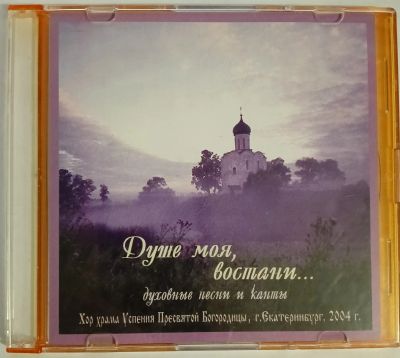 Душе моя,
востани...
духовные песни и канты
Хор храма Успения Пресвятой Богородицы, г.Екатеринбург, 2004 г.